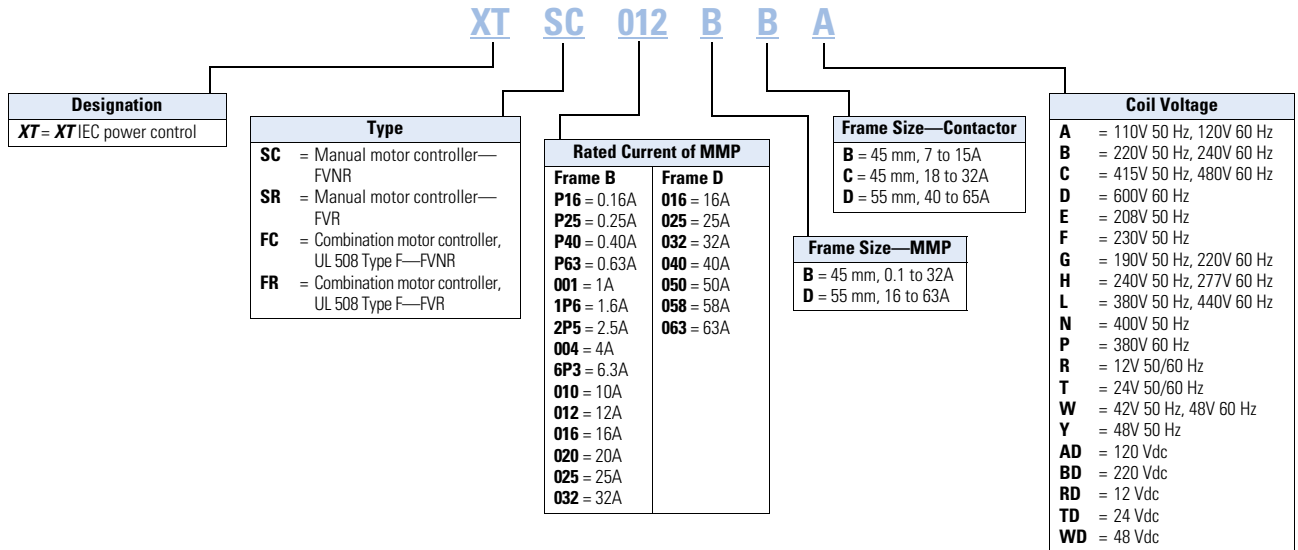 XT SC 012 B B A
Designation
XT = XT IEC power control
Type
SC = Manual motor controller—
FVNR
SR = Manual motor controller—
FVR
FC = Combination motor controller,
UL 508 Type F—FVNR
FR = Combination motor controller,
UL 508 Type F—FVR
Rated Current of MMP
Frame B
P16 = 0.16A
P25 = 0.25A
P40 = 0.40A
P63 = 0.63A
001 = 1A
1P6 = 1.6A
2P5 = 2.5A
004 = 4A
6P3 = 6.3A
010 = 10A
012 = 12A
016 = 16A
020 = 20A
025 = 25A
032 = 32A
Frame D
016 = 16A
025 = 25A
032 = 32A
040 = 40A
050 = 50A
058 = 58A
063 = 63A
Frame Size—MMP
B = 45 mm, 0.1 to 32A
D = 55 mm, 16 to 63A
Frame Size—Contactor
B = 45 mm, 7 to 15A
C = 45 mm, 18 to 32A
D = 55 mm, 40 to 65A
Coil Voltage
A = 110V 50 Hz, 120V 60 Hz
B = 220V 50 Hz, 240V 60 Hz
C = 415V 50 Hz, 480V 60 Hz
D = 600V 60 Hz
E = 208V 50 Hz
F = 230V 50 Hz
G = 190V 50 Hz, 220V 60 Hz
H = 240V 50 Hz, 277V 60 Hz
L = 380V 50 Hz, 440V 60 Hz
N = 400V 50 Hz
P = 380V 60 Hz
R = 12V 50/60 Hz
T = 24V 50/60 Hz
W = 42V 50 Hz, 48V 60 Hz
Y = 48V 50 Hz
AD = 120 Vdc
BD = 220 Vdc
RD = 12 Vdc
TD = 24 Vdc
WD = 48 Vdc